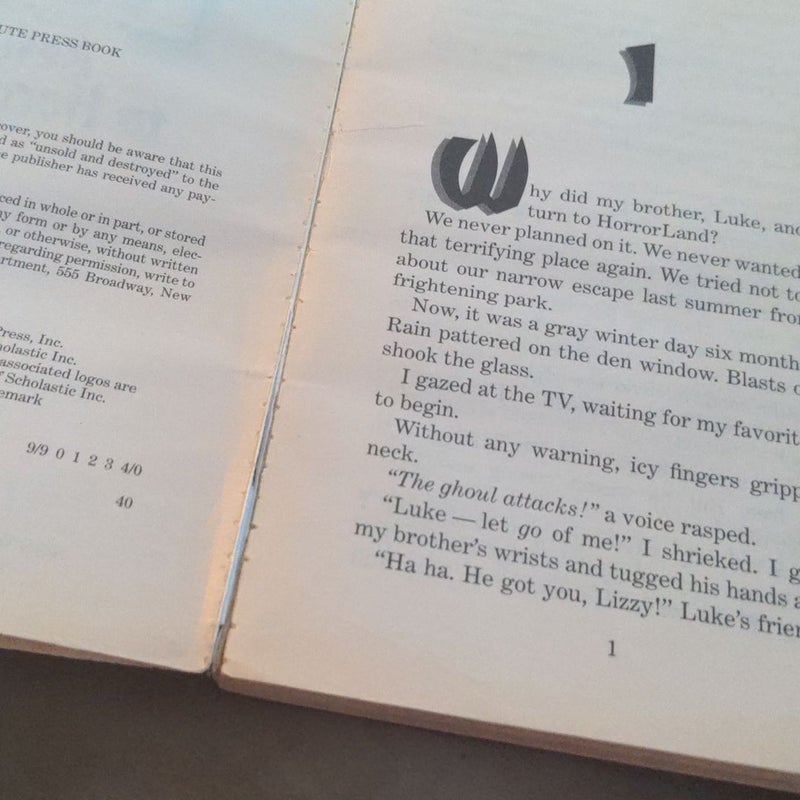 UTE PRESS BOOK
over, you should be aware that this
d as "unsold and destroyed" to the
e publisher has received any pay-
ced in whole or in part, or stored
ny form or by any means, elec-
or otherwise, without written
regarding permission, write to
artment, 555 Broadway, New
Press, Inc.
olastic Inc.
associated logos are
Scholastic Inc.
emark
9/9 0 1 2 3 4/0
40
1
Why did my brother, Luke, and
turn to HorrorLand?
We never planned on it. We never wanted
that terrifying place again. We tried not to
about our narrow escape last summer from
frightening park.
Now, it was a gray winter day six month
Rain pattered on the den window. Blasts o
shook the glass.
I gazed at the TV, waiting for my favorit
to begin.
Without any warning, icy fingers gripp
neck.
"The ghoul attacks!" a voice rasped.
"Luke — let go of me!" I shrieked. I g
my brother's wrists and tugged his hands a
"Ha ha. He got you, Lizzy!" Luke's frien
1